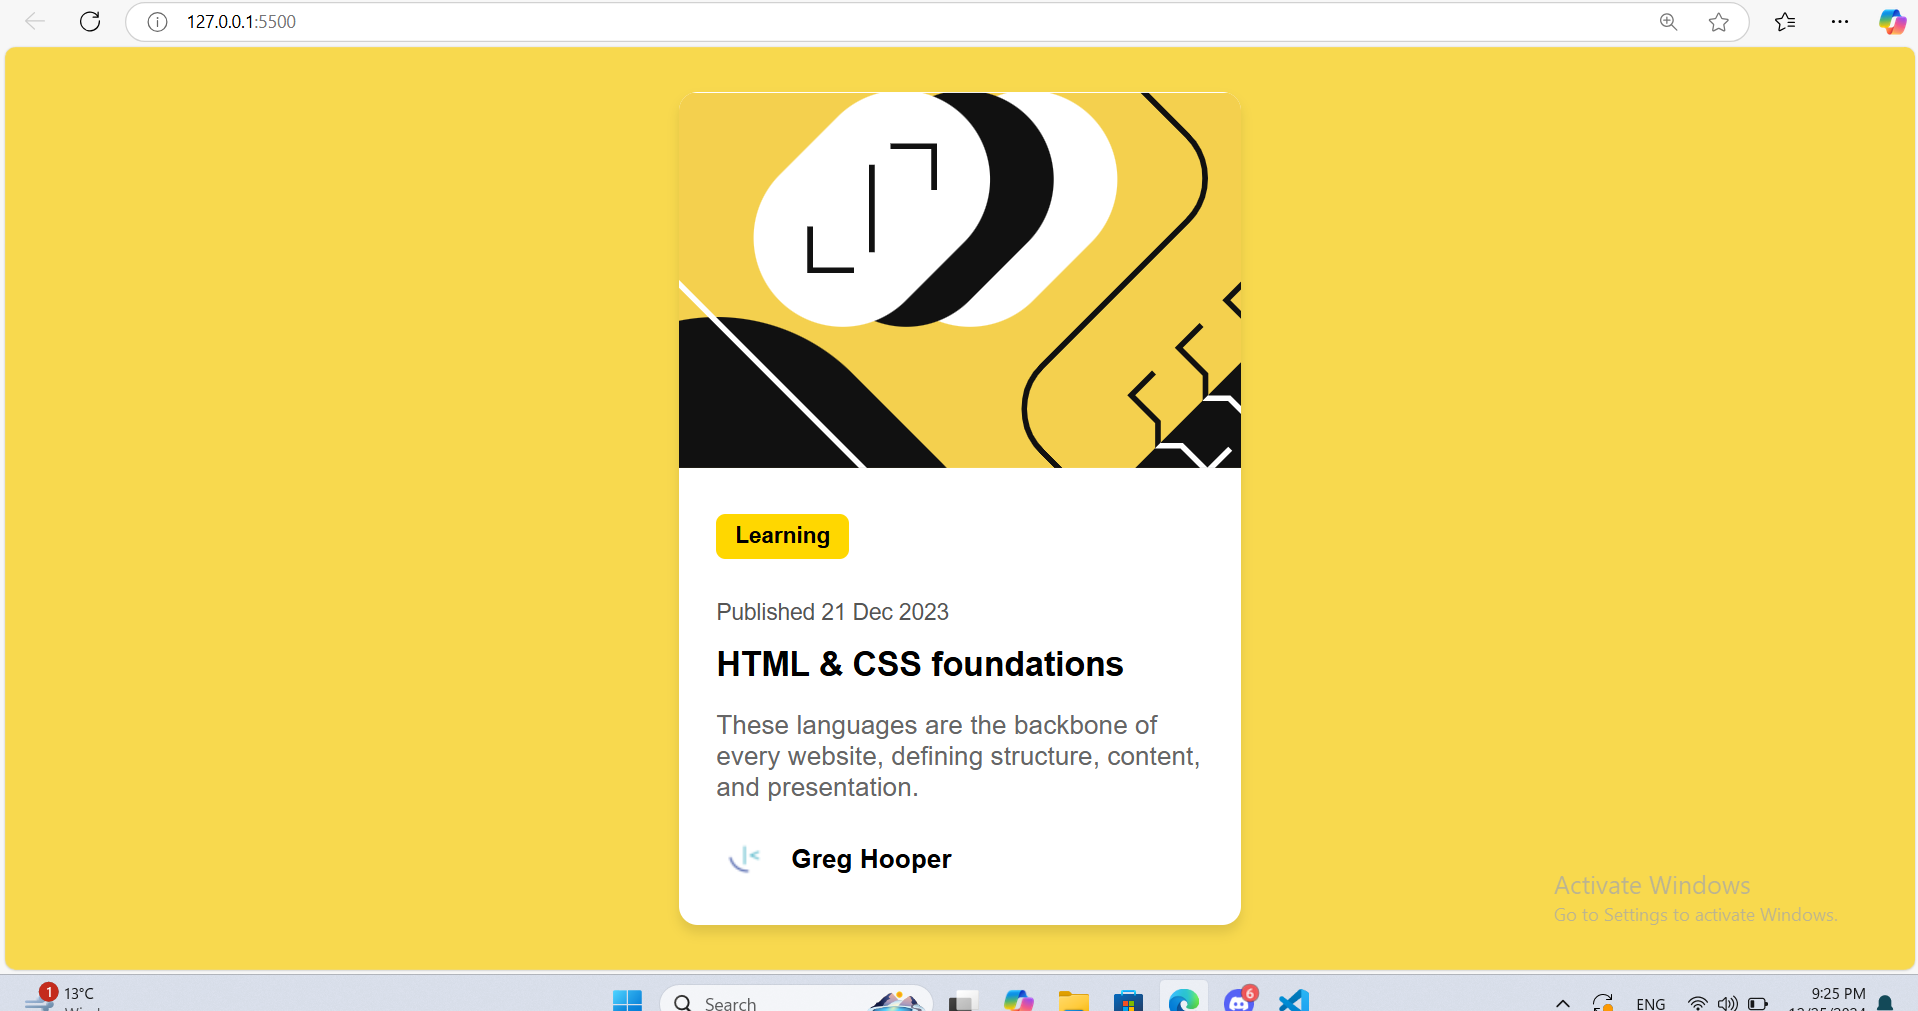 127.0.0.1:5500
Learning
Published 21 Dec 2023
HTML & CSS foundations
These languages are the backbone of
every website, defining structure, content,
and presentation.
Greg Hooper
Activate Windows
Go to Settings to activate Windows.
1
13°C
Search
6
ENG
9:25 PM